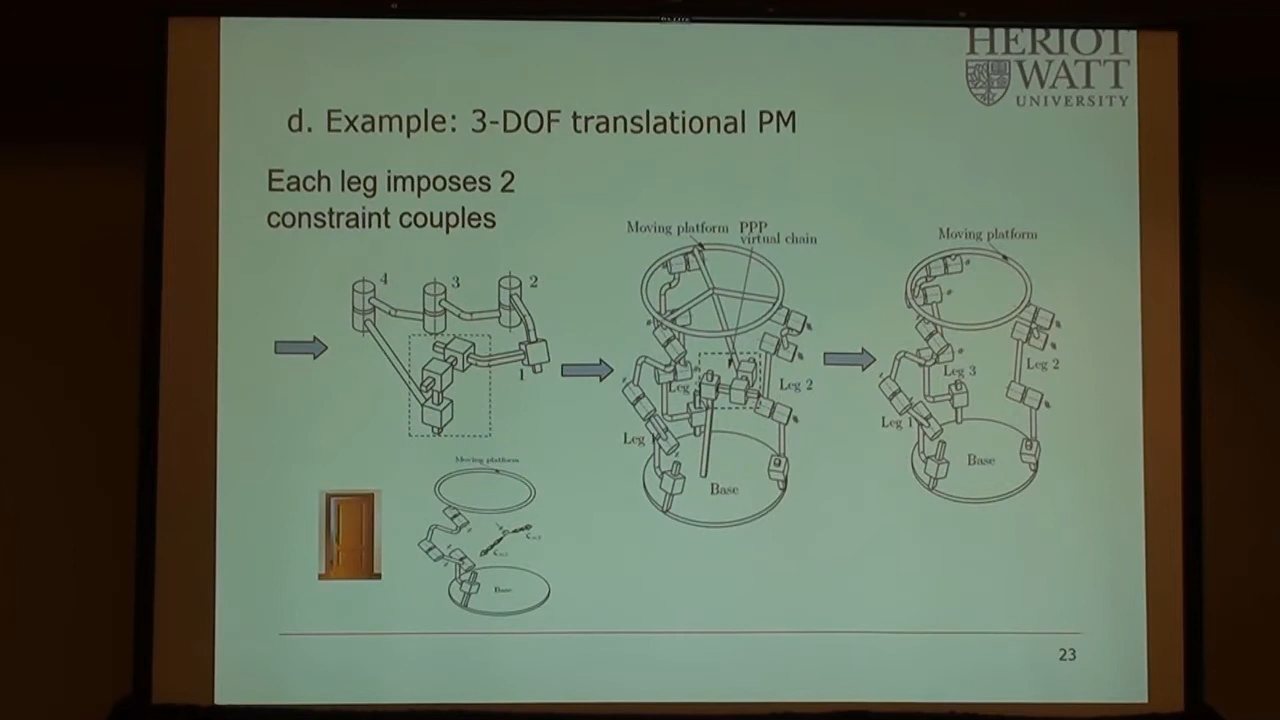 HERIOT
WATT
UNIVERSITY
d. Example: 3-DOF translational PM
Each leg imposes 2
constraint couples
4
3
2
1
Moving platform
Base
Moving platform
PPP
virtual chain
Leg
Leg 2
Leg
Base
Moving platform
Leg 3
Leg 2
Leg 1
Base
23